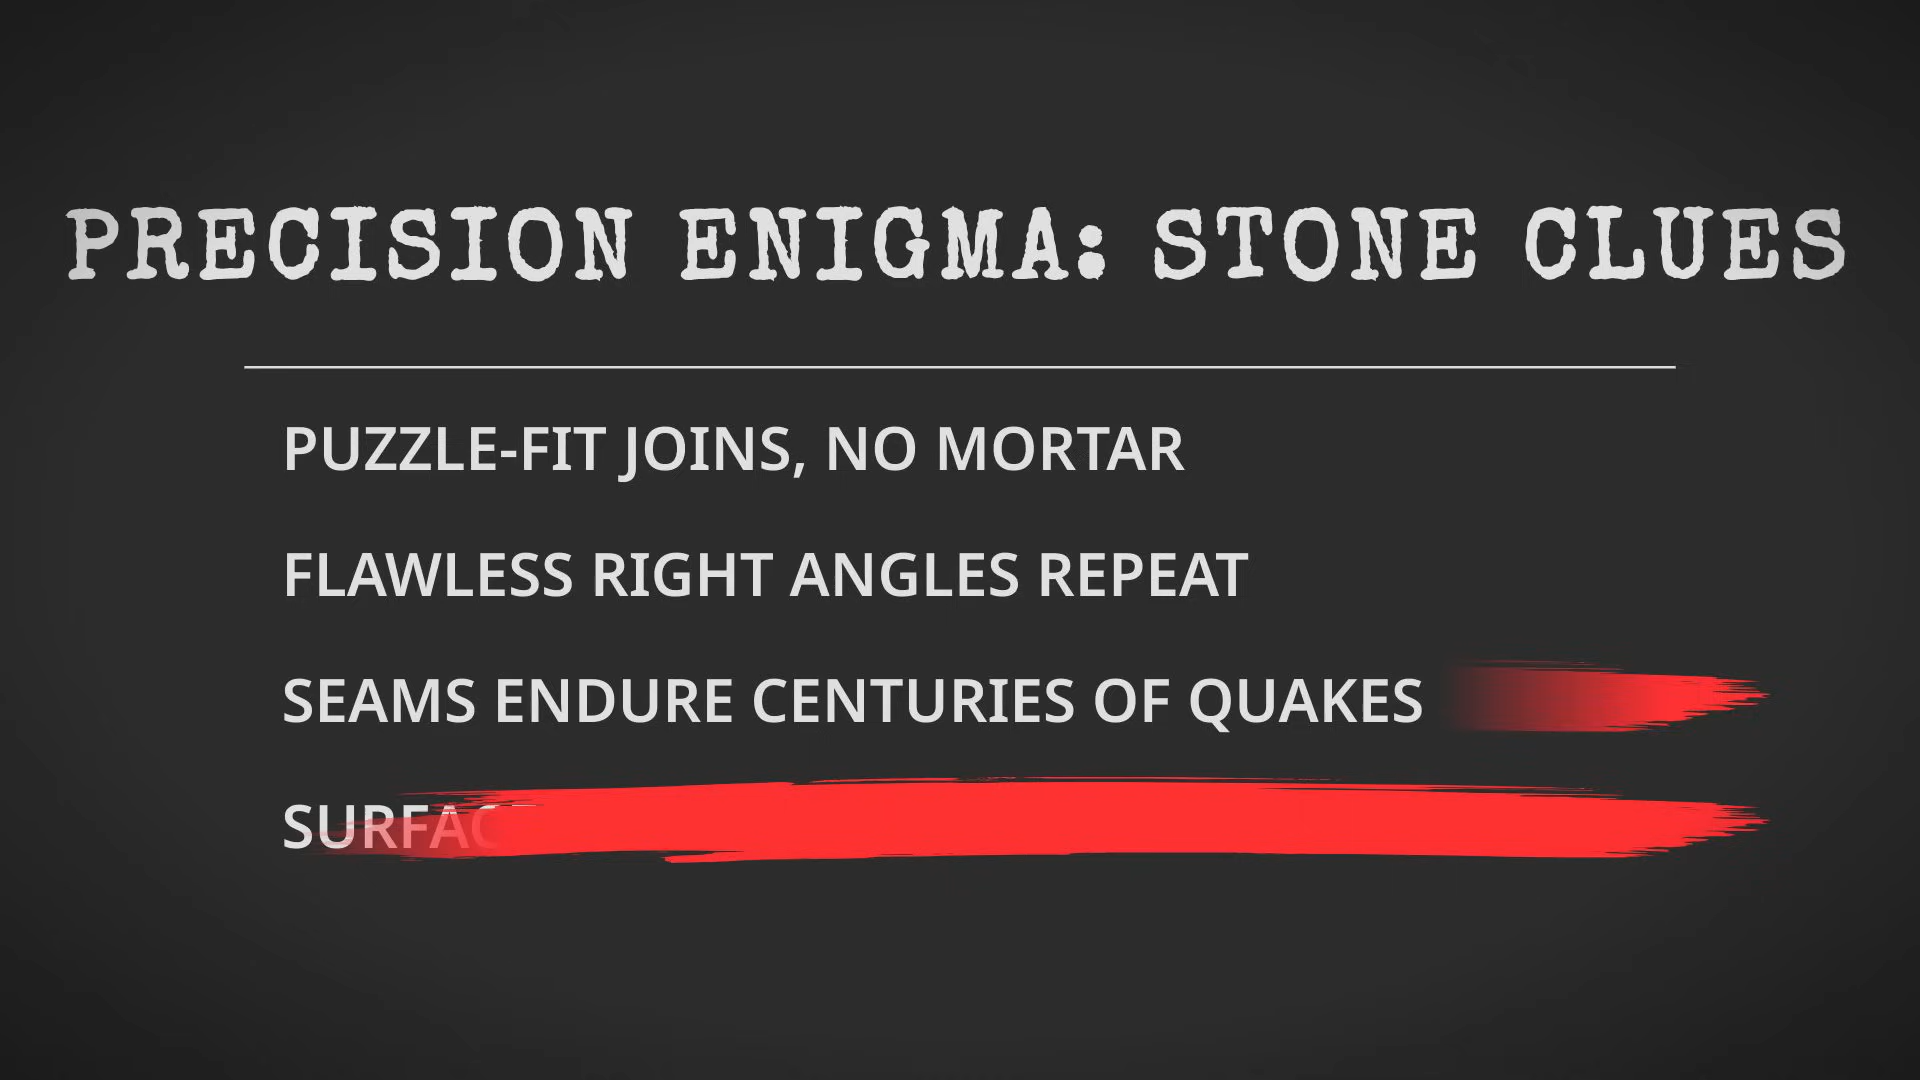 PRECISION ENIGMA: STONE CLUES
PUZZLE-FIT JOINS, NO MORTAR
FLAWLESS RIGHT ANGLES REPEAT
SEAMS ENDURE CENTURIES OF QUAKES